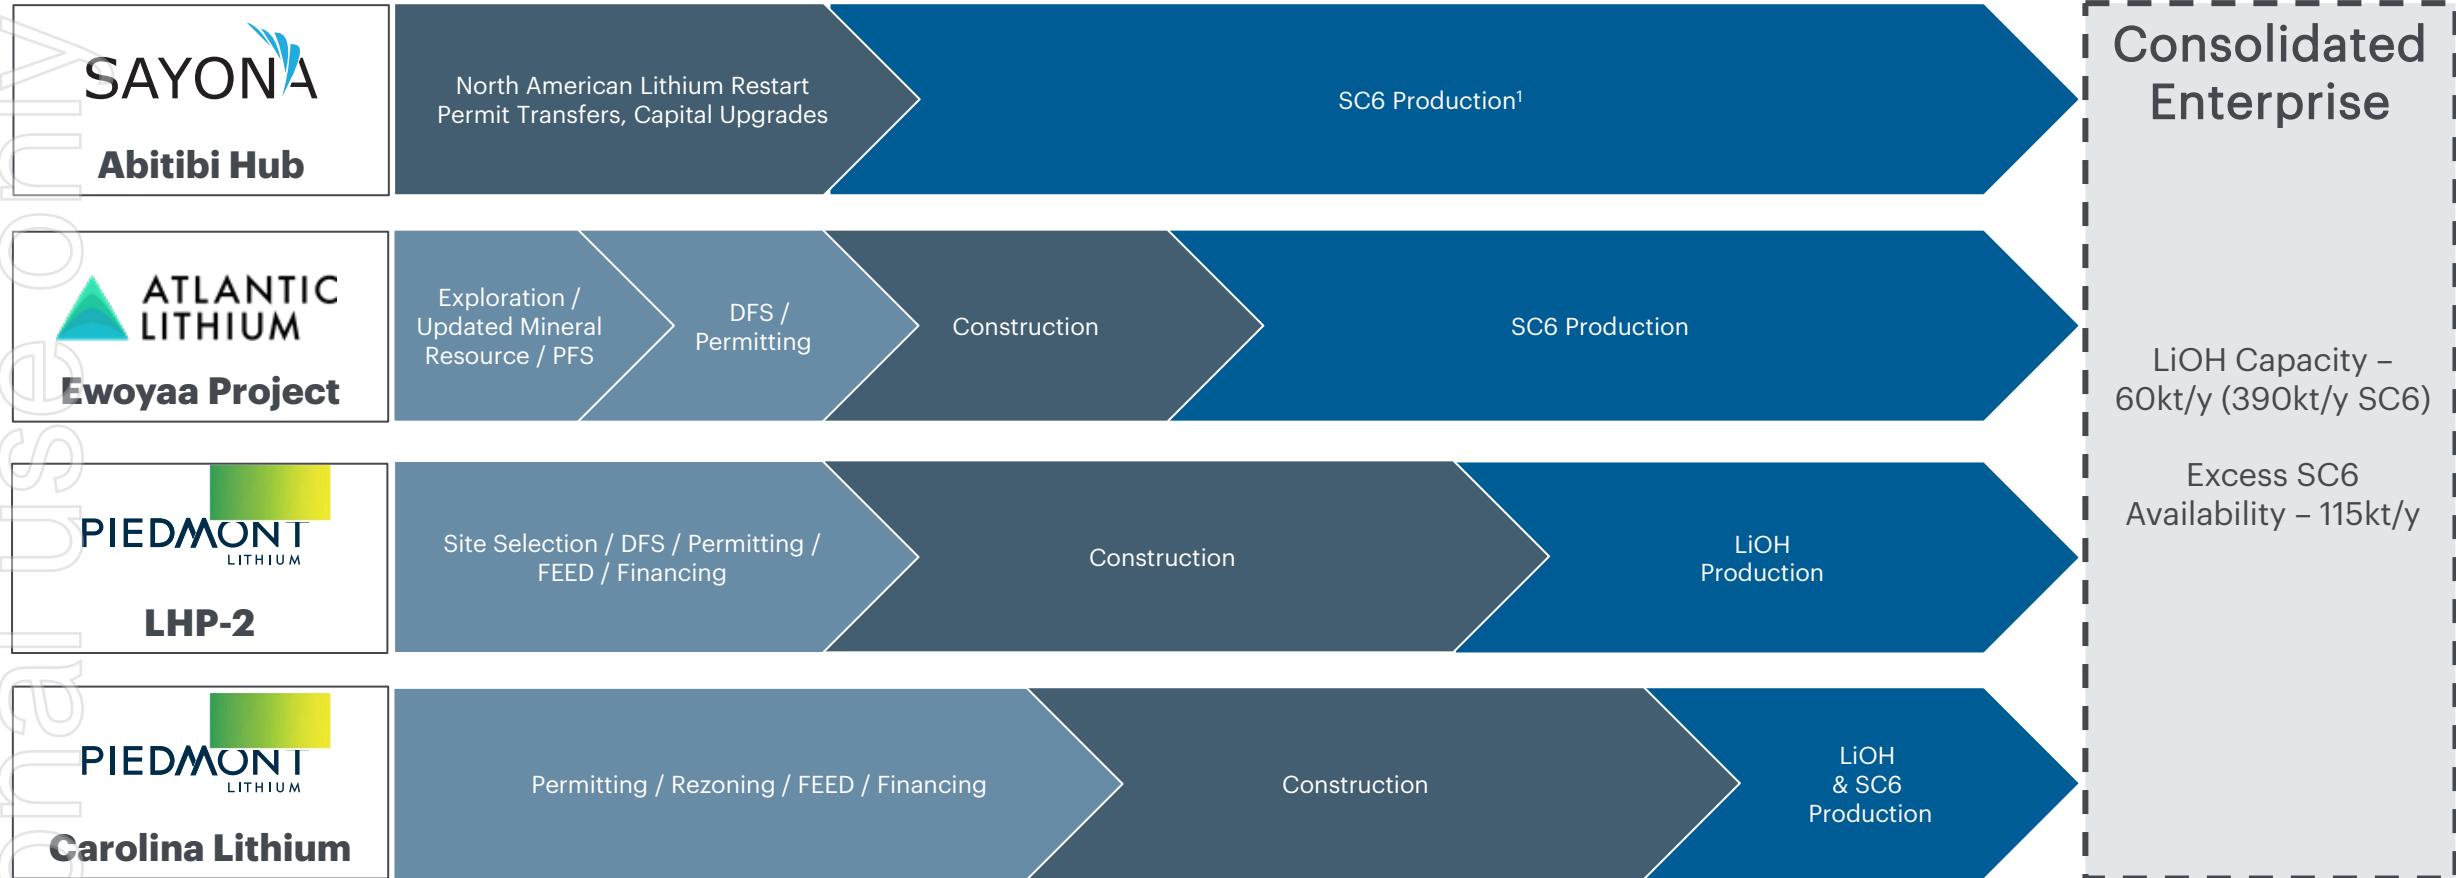 SAYONA
Abitibi Hub
North American Lithium Restart
Permit Transfers, Capital Upgrades
SC6 Production¹
ATLANTIC
LITHIUM
Ewoyaa Project
Exploration /
Updated Mineral
Resource / PFS
DFS /
Permitting
Construction
SC6 Production
PIEDMONT
LITHIUM
LHP-2
Site Selection / DFS / Permitting /
FEED / Financing
Construction
LiOH
Production
PIEDMONT
LITHIUM
Carolina Lithium
Permitting / Rezoning / FEED / Financing
Construction
LiOH
& SC6
Production
Consolidated
Enterprise
LiOH Capacity –
60kt/y (390kt/y SC6)
Excess SC6
Availability – 115kt/y
onal use only